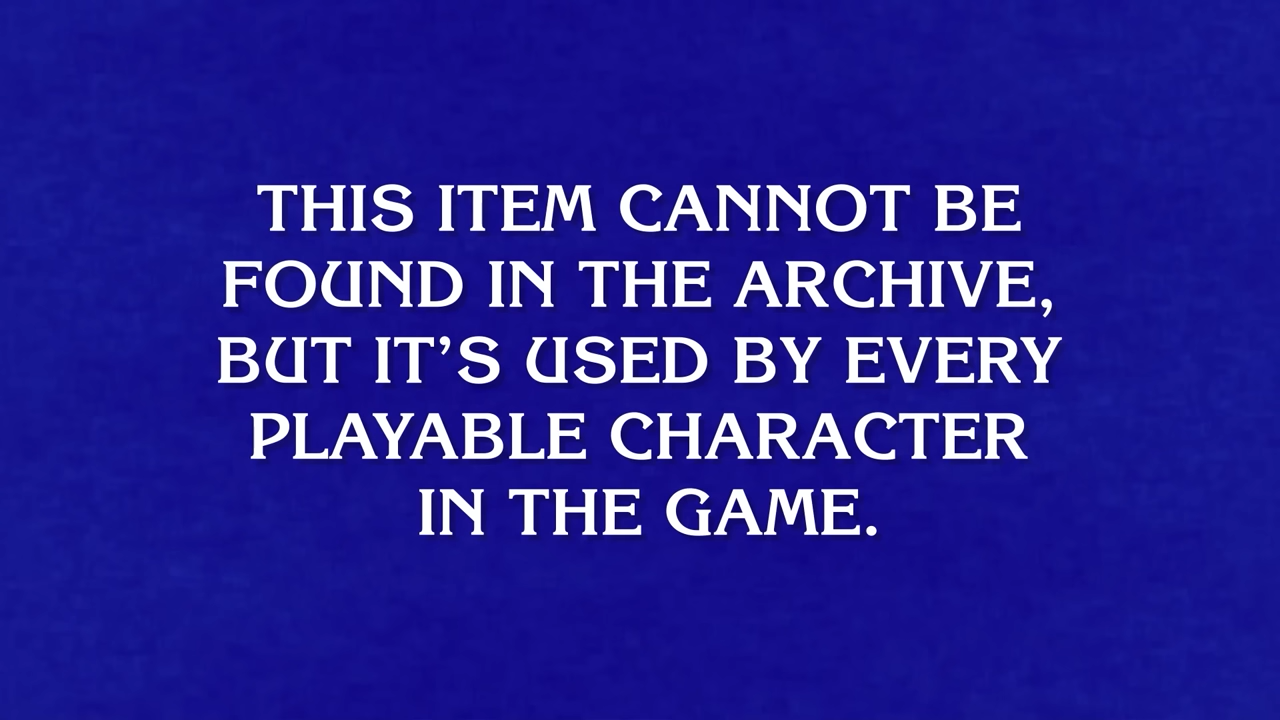 THIS ITEM CANNOT BE
FOUND IN THE ARCHIVE,
BUT IT’S USED BY EVERY
PLAYABLE CHARACTER
IN THE GAME.